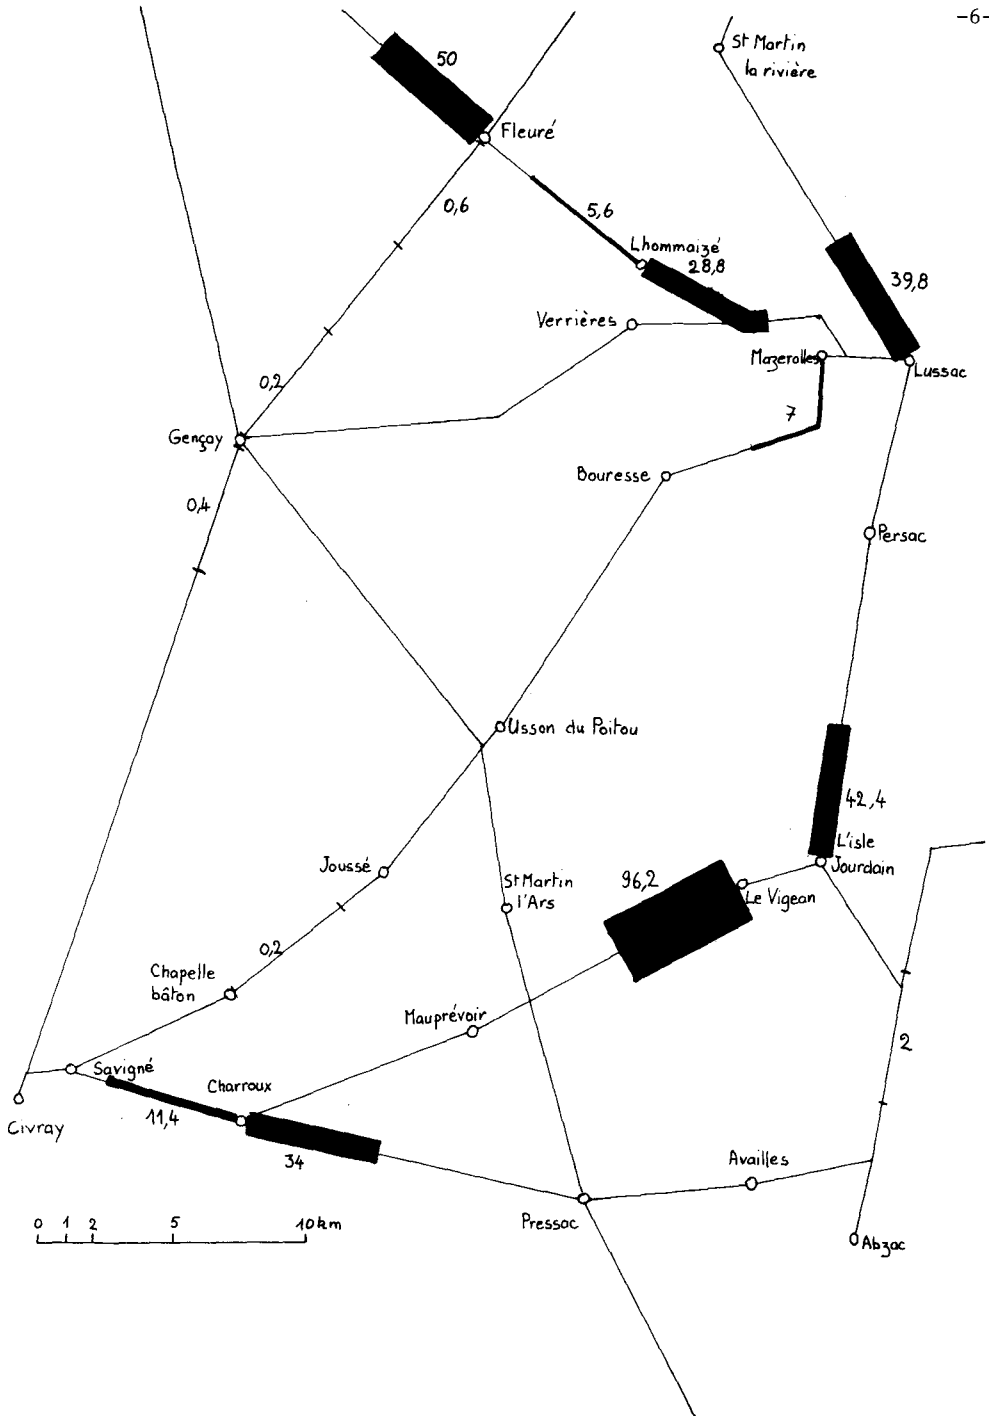 -6-
St Martin
la rivière
50
Fleuré
0,6
5,6
Lhommaizé
28,8
39,8
Verrières
Mazerolles
Lussac
0,2
7
Gençay
Bouresse
0,4
Persac
Usson du Poitou
42,4
L'isle
Jourdain
Joussé
St Martin
l'Ars
96,2
Le Vigean
0,2
Chapelle
bâton
Mauprévoir
2
Savigné
Charroux
Civray
11,4
34
Availles
Pressac
0 1 2 5 10 km
Abzac